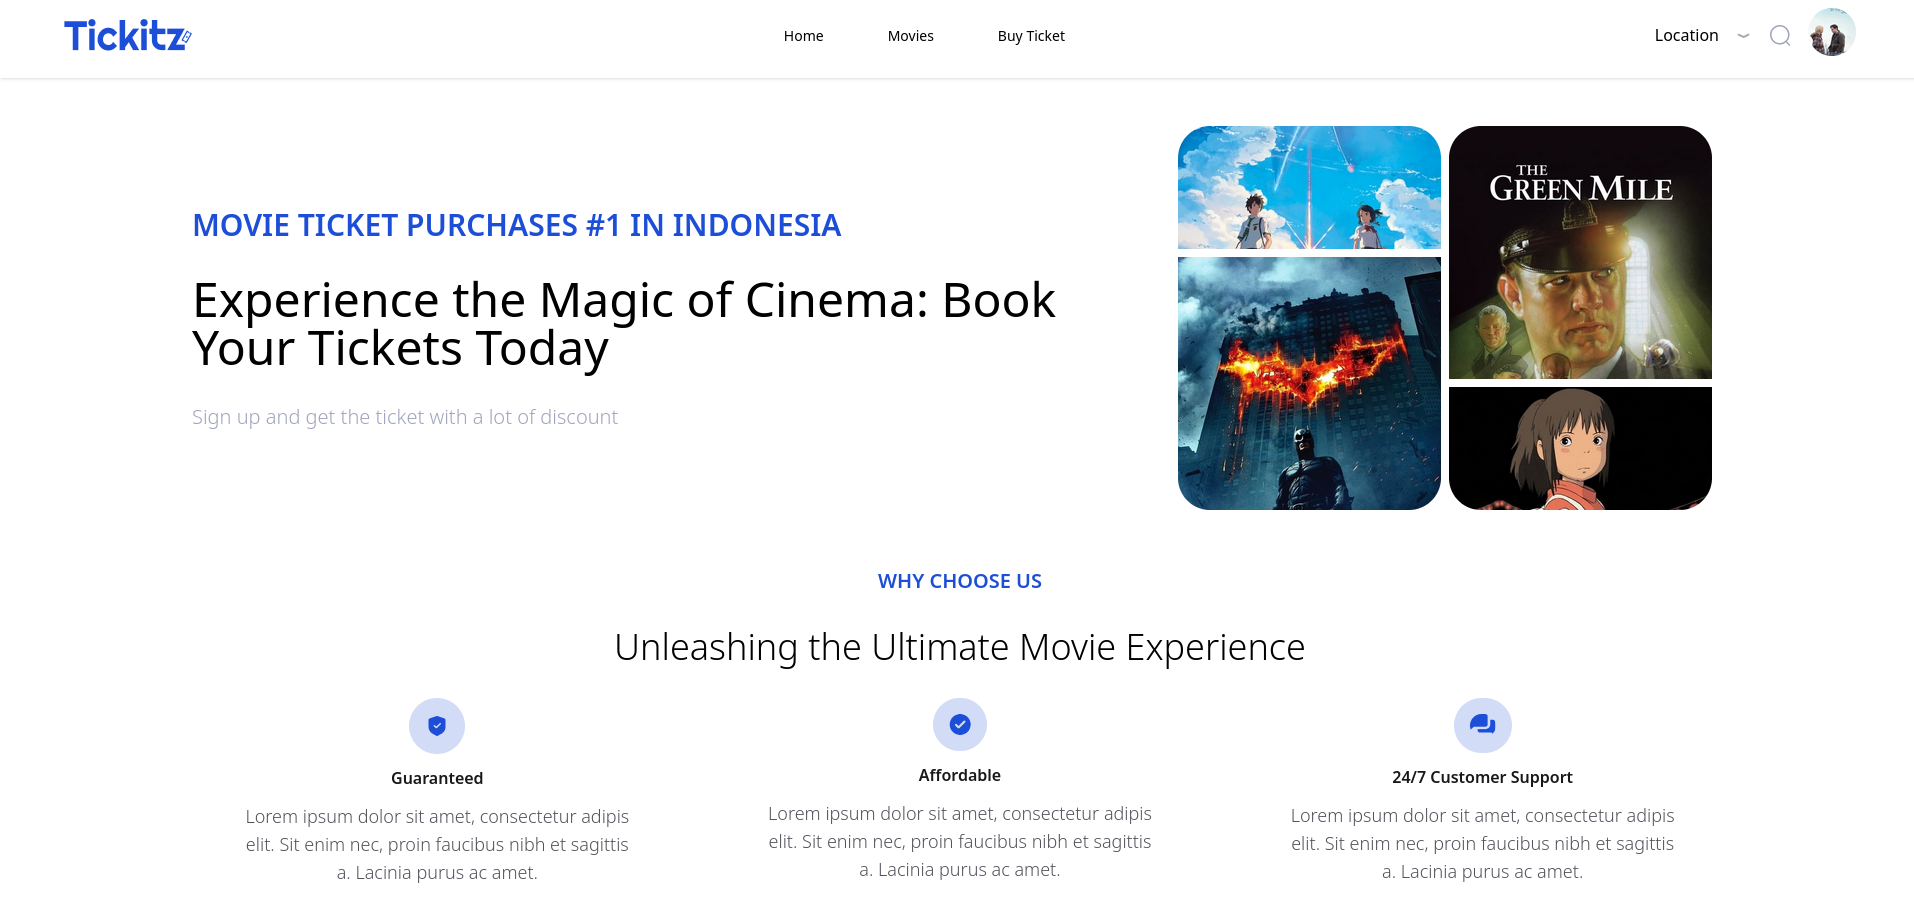 Tickitz
Home
Movies
Buy Ticket
Location
MOVIE TICKET PURCHASES #1 IN INDONESIA
Experience the Magic of Cinema: Book
Your Tickets Today
Sign up and get the ticket with a lot of discount
THE
GREEN MILE
WHY CHOOSE US
Unleashing the Ultimate Movie Experience
Guaranteed
Lorem ipsum dolor sit amet, consectetur adipis
elit. Sit enim nec, proin faucibus nibh et sagittis
a. Lacinia purus ac amet.
Affordable
Lorem ipsum dolor sit amet, consectetur adipis
elit. Sit enim nec, proin faucibus nibh et sagittis
a. Lacinia purus ac amet.
24/7 Customer Support
Lorem ipsum dolor sit amet, consectetur adipis
elit. Sit enim nec, proin faucibus nibh et sagittis
a. Lacinia purus ac amet.